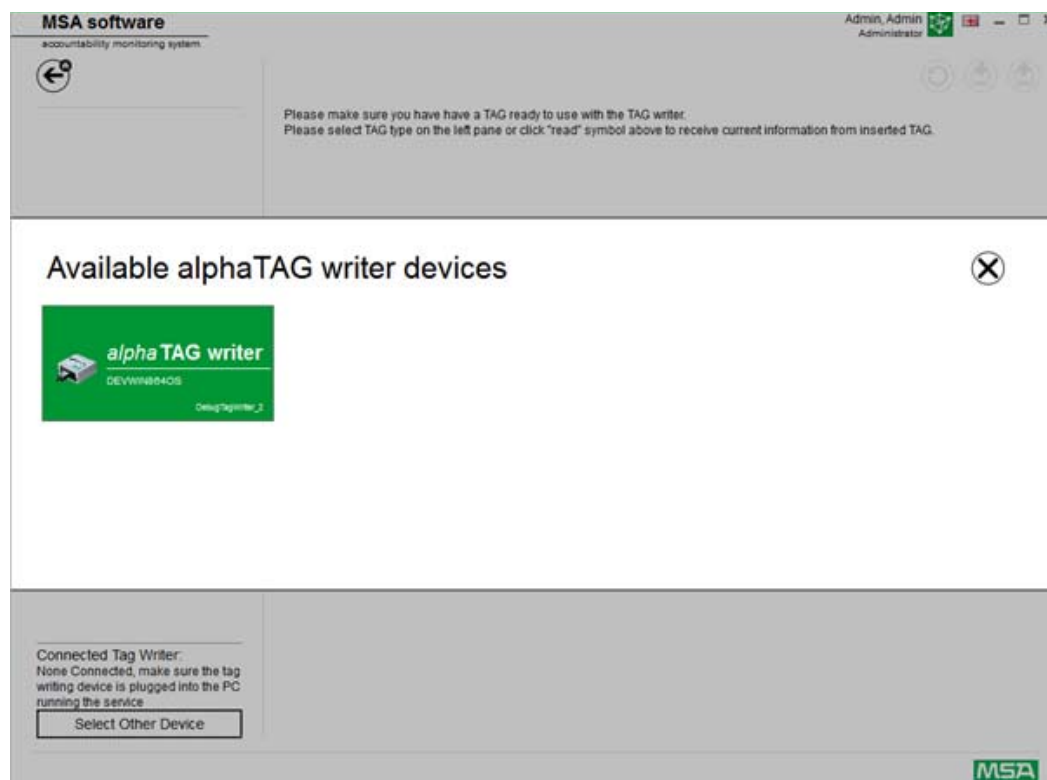 MSA software
accountability monitoring system
Admin, Admin
Administrator
Please make sure you have have a TAG ready to use with the TAG writer.
Please select TAG type on the left pane or click "read" symbol above to receive current information from inserted TAG.
Available alphaTAG writer devices
alpha TAG writer
DEVWIN864OS
DebugTagWriter_2
Connected Tag Writer:
None Connected, make sure the tag
writing device is plugged into the PC
running the service
Select Other Device
MSA